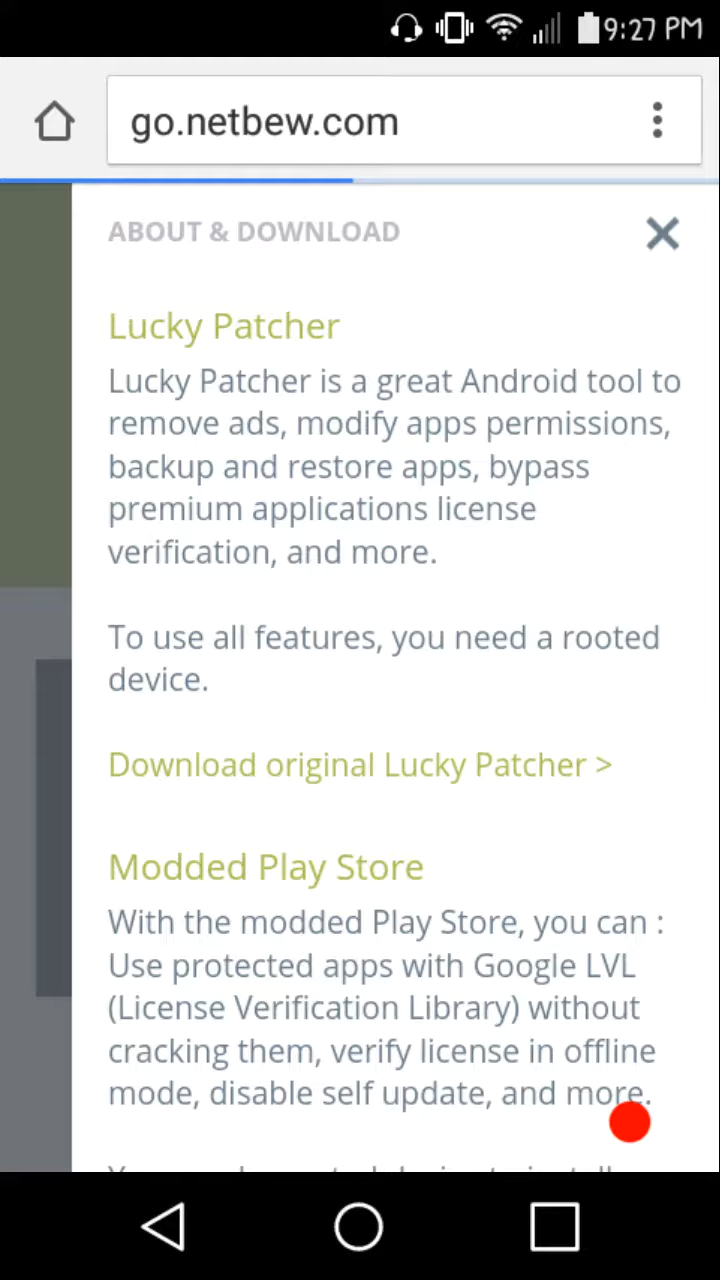 9:27 PM
go.netbew.com
ABOUT & DOWNLOAD
Lucky Patcher
Lucky Patcher is a great Android tool to
remove ads, modify apps permissions,
backup and restore apps, bypass
premium applications license
verification, and more.
To use all features, you need a rooted
device.
Download original Lucky Patcher >
Modded Play Store
With the modded Play Store, you can :
Use protected apps with Google LVL
(License Verification Library) without
cracking them, verify license in offline
mode, disable self update, and more.